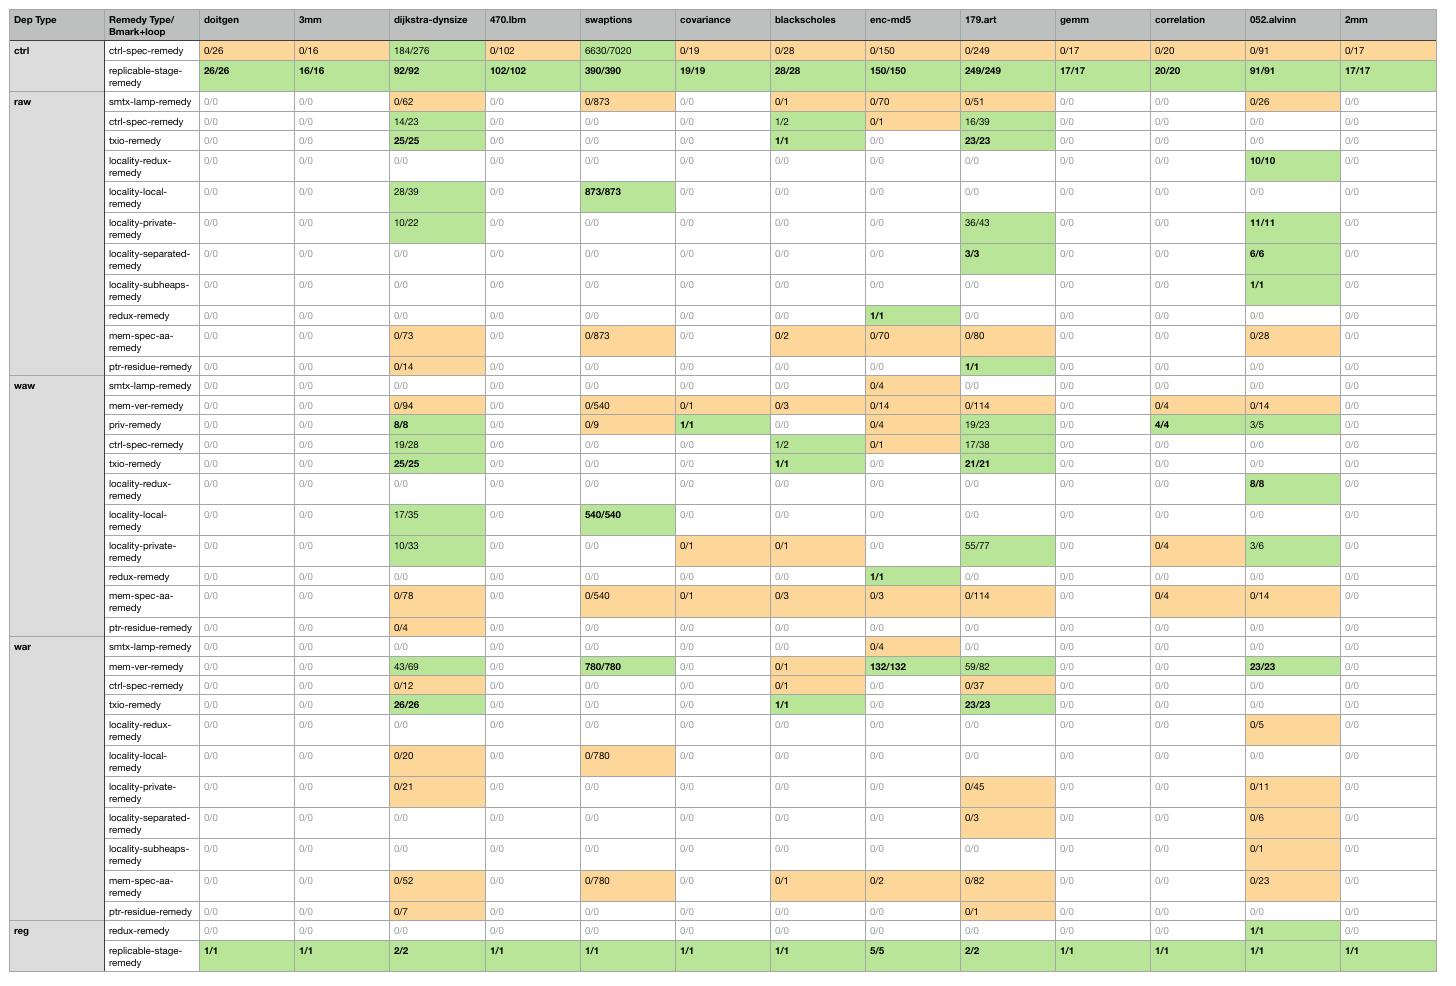 Dep Type Remedy Type/ Bmark+loop doitgen 3mm dijkstra-dynsize 470.lbm swaptions covariance blackscholes enc-md5 179.art gemm correlation 052.alvinn 2mm
ctrl ctrl-spec-remedy 0/26 0/16 184/276 0/102 6630/7020 0/19 0/28 0/150 0/249 0/17 0/20 0/91 0/17
replicable-stage-remedy 26/26 16/16 92/92 102/102 390/390 19/19 28/28 150/150 249/249 17/17 20/20 91/91 17/17
raw smtx-lamp-remedy 0/0 0/0 0/62 0/0 0/873 0/0 0/1 0/70 0/51 0/0 0/0 0/26 0/0
ctrl-spec-remedy 0/0 0/0 14/23 0/0 0/0 0/0 1/2 0/1 16/39 0/0 0/0 0/0 0/0
txio-remedy 0/0 0/0 25/25 0/0 0/0 0/0 1/1 0/0 23/23 0/0 0/0 0/0 0/0
locality-redux-remedy 0/0 0/0 0/0 0/0 0/0 0/0 0/0 0/0 0/0 0/0 0/0 10/10 0/0
locality-local-remedy 0/0 0/0 28/39 0/0 873/873 0/0 0/0 0/0 0/0 0/0 0/0 0/0 0/0
locality-private-remedy 0/0 0/0 10/22 0/0 0/0 0/0 0/0 0/0 36/43 0/0 0/0 11/11 0/0
locality-separated-remedy 0/0 0/0 0/0 0/0 0/0 0/0 0/0 0/0 3/3 0/0 0/0 6/6 0/0
locality-subheaps-remedy 0/0 0/0 0/0 0/0 0/0 0/0 0/0 0/0 0/0 0/0 0/0 1/1 0/0
redux-remedy 0/0 0/0 0/0 0/0 0/0 0/0 0/0 1/1 0/0 0/0 0/0 0/0 0/0
mem-spec-aa-remedy 0/0 0/0 0/73 0/0 0/873 0/0 0/2 0/70 0/80 0/0 0/0 0/28 0/0
ptr-residue-remedy 0/0 0/0 0/14 0/0 0/0 0/0 0/0 0/0 1/1 0/0 0/0 0/0 0/0
waw smtx-lamp-remedy 0/0 0/0 0/0 0/0 0/0 0/0 0/0 0/4 0/0 0/0 0/0 0/0 0/0
mem-ver-remedy 0/0 0/0 0/94 0/0 0/540 0/1 0/3 0/14 0/114 0/0 0/4 0/14 0/0
priv-remedy 0/0 0/0 8/8 0/0 0/9 1/1 0/0 0/4 19/23 0/0 4/4 3/5 0/0
ctrl-spec-remedy 0/0 0/0 19/28 0/0 0/0 0/0 1/2 0/1 17/38 0/0 0/0 0/0 0/0
txio-remedy 0/0 0/0 25/25 0/0 0/0 0/0 1/1 0/0 21/21 0/0 0/0 0/0 0/0
locality-redux-remedy 0/0 0/0 0/0 0/0 0/0 0/0 0/0 0/0 0/0 0/0 0/0 8/8 0/0
locality-local-remedy 0/0 0/0 17/35 0/0 540/540 0/0 0/0 0/0 0/0 0/0 0/0 0/0 0/0
locality-private-remedy 0/0 0/0 10/33 0/0 0/0 0/1 0/1 0/0 55/77 0/0 0/4 3/6 0/0
redux-remedy 0/0 0/0 0/0 0/0 0/0 0/0 0/0 1/1 0/0 0/0 0/0 0/0 0/0
mem-spec-aa-remedy 0/0 0/0 0/78 0/0 0/540 0/1 0/3 0/3 0/114 0/0 0/4 0/14 0/0
ptr-residue-remedy 0/0 0/0 0/4 0/0 0/0 0/0 0/0 0/0 0/0 0/0 0/0 0/0 0/0
war smtx-lamp-remedy 0/0 0/0 0/0 0/0 0/0 0/0 0/0 0/4 0/0 0/0 0/0 0/0 0/0
mem-ver-remedy 0/0 0/0 43/69 0/0 780/780 0/0 0/1 132/132 59/82 0/0 0/0 23/23 0/0
ctrl-spec-remedy 0/0 0/0 0/12 0/0 0/0 0/0 0/1 0/0 0/37 0/0 0/0 0/0 0/0
txio-remedy 0/0 0/0 26/26 0/0 0/0 0/0 1/1 0/0 23/23 0/0 0/0 0/0 0/0
locality-redux-remedy 0/0 0/0 0/0 0/0 0/0 0/0 0/0 0/0 0/0 0/0 0/0 0/5 0/0
locality-local-remedy 0/0 0/0 0/20 0/0 0/780 0/0 0/0 0/0 0/0 0/0 0/0 0/0 0/0
locality-private-remedy 0/0 0/0 0/21 0/0 0/0 0/0 0/0 0/0 0/45 0/0 0/0 0/11 0/0
locality-separated-remedy 0/0 0/0 0/0 0/0 0/0 0/0 0/0 0/0 0/3 0/0 0/0 0/6 0/0
locality-subheaps-remedy 0/0 0/0 0/0 0/0 0/0 0/0 0/0 0/0 0/0 0/0 0/0 0/1 0/0
mem-spec-aa-remedy 0/0 0/0 0/52 0/0 0/780 0/0 0/1 0/2 0/82 0/0 0/0 0/23 0/0
ptr-residue-remedy 0/0 0/0 0/7 0/0 0/0 0/0 0/0 0/0 0/1 0/0 0/0 0/0 0/0
reg redux-remedy 0/0 0/0 0/0 0/0 0/0 0/0 0/0 0/0 0/0 0/0 0/0 1/1 0/0
replicable-stage-remedy 1/1 1/1 2/2 1/1 1/1 1/1 1/1 5/5 2/2 1/1 1/1 1/1 1/1